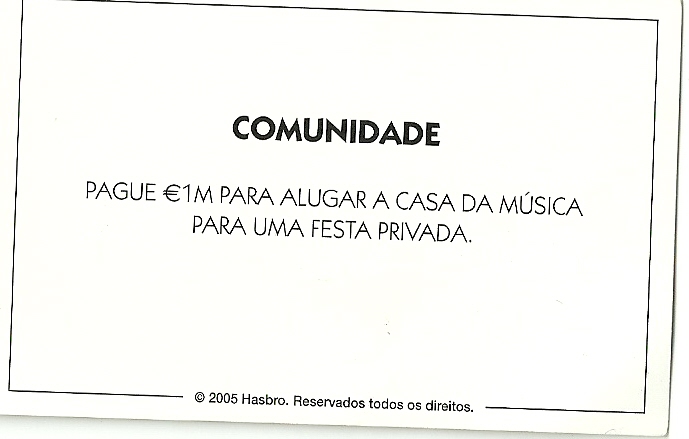 COMUNIDADE
PAGUE €1M PARA ALUGAR A CASA DA MÚSICA
PARA UMA FESTA PRIVADA.
© 2005 Hasbro. Reservados todos os direitos.